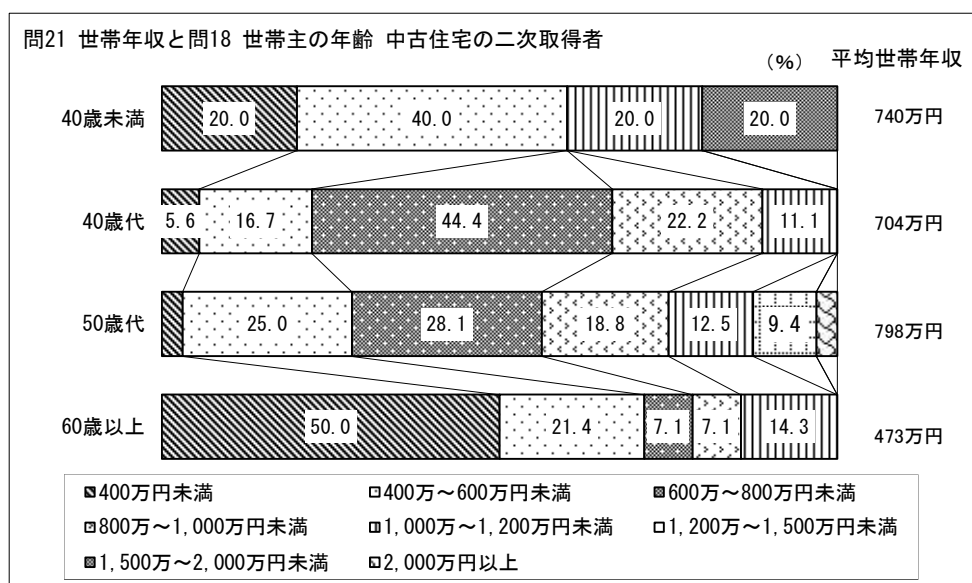 問21 世帯年収と問18 世帯主の年齢 中古住宅の二次取得者
（%） 平均世帯年収
40歳未満 20.0 40.0 20.0 20.0 740万円
40歳代 5.6 16.7 44.4 22.2 11.1 704万円
50歳代 25.0 28.1 18.8 12.5 9.4 798万円
60歳以上 50.0 21.4 7.1 7.1 14.3 473万円
400万円未満 400万～600万円未満 600万～800万円未満
800万～1,000万円未満 1,000万～1,200万円未満 1,200万～1,500万円未満
1,500万～2,000万円未満 2,000万円以上